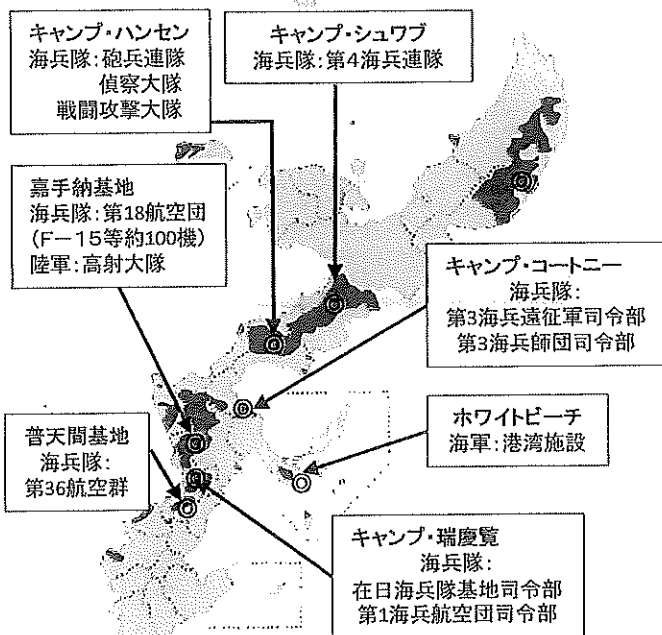 キャンプ・ハンセン
海兵隊：砲兵連隊
偵察大隊
戦闘攻撃大隊
キャンプ・シュワブ
海兵隊：第4海兵連隊
嘉手納基地
海兵隊：第18航空団
（F－15等約100機）
陸軍：高射大隊
キャンプ・コートニー
海兵隊：
第3海兵遠征軍司令部
第3海兵師団司令部
普天間基地
海兵隊：
第36航空群
ホワイトビーチ
海軍：港湾施設
キャンプ・瑞慶覧
海兵隊：
在日海兵隊基地司令部
第1海兵航空団司令部